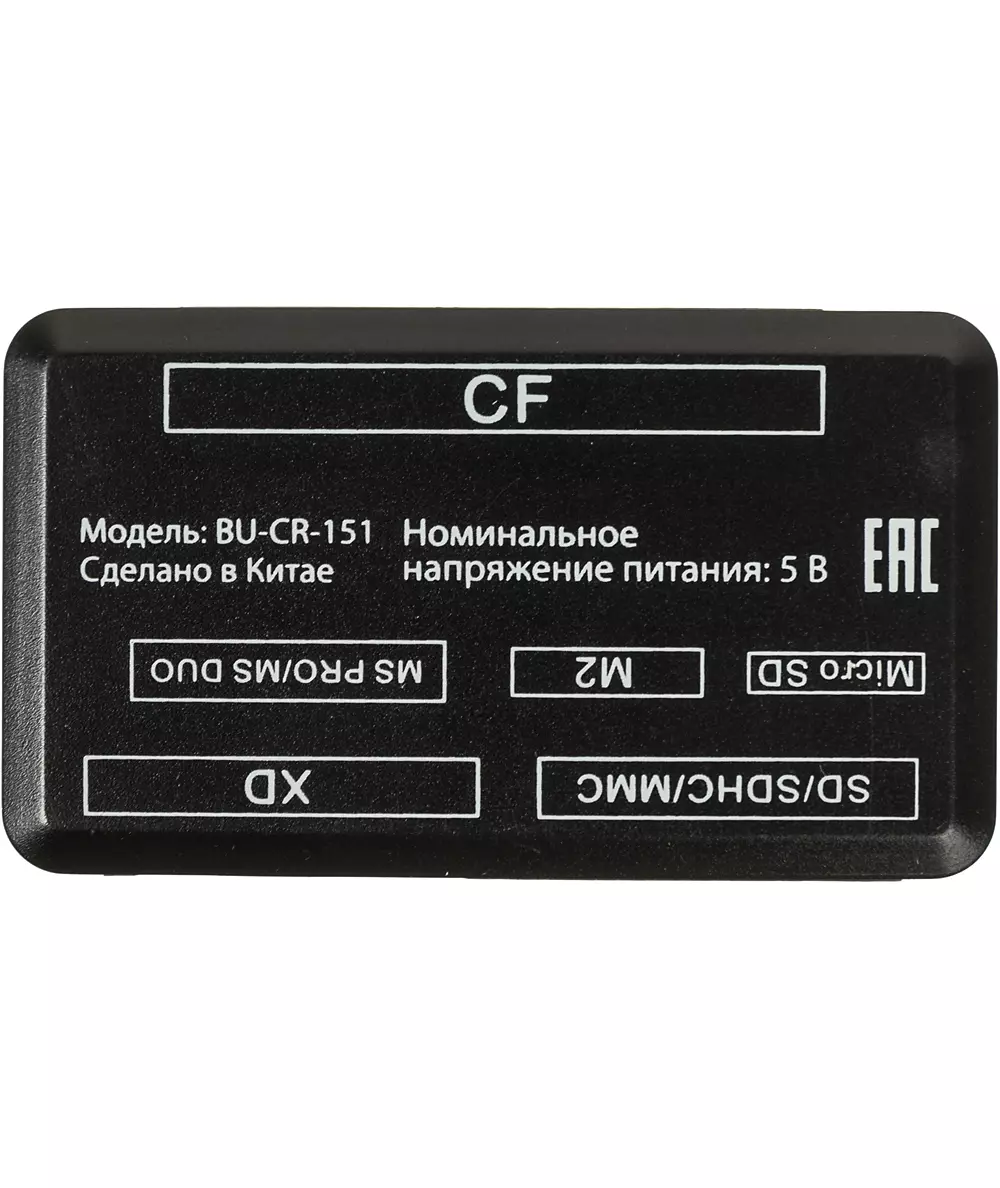 CF
Модель: BU-CR-151
Сделано в Китае
Номинальное
напряжение питания: 5 В
EAC
MS PRO/MS DUO
M2
Micro SD
XD
SD/SDHC/MMC